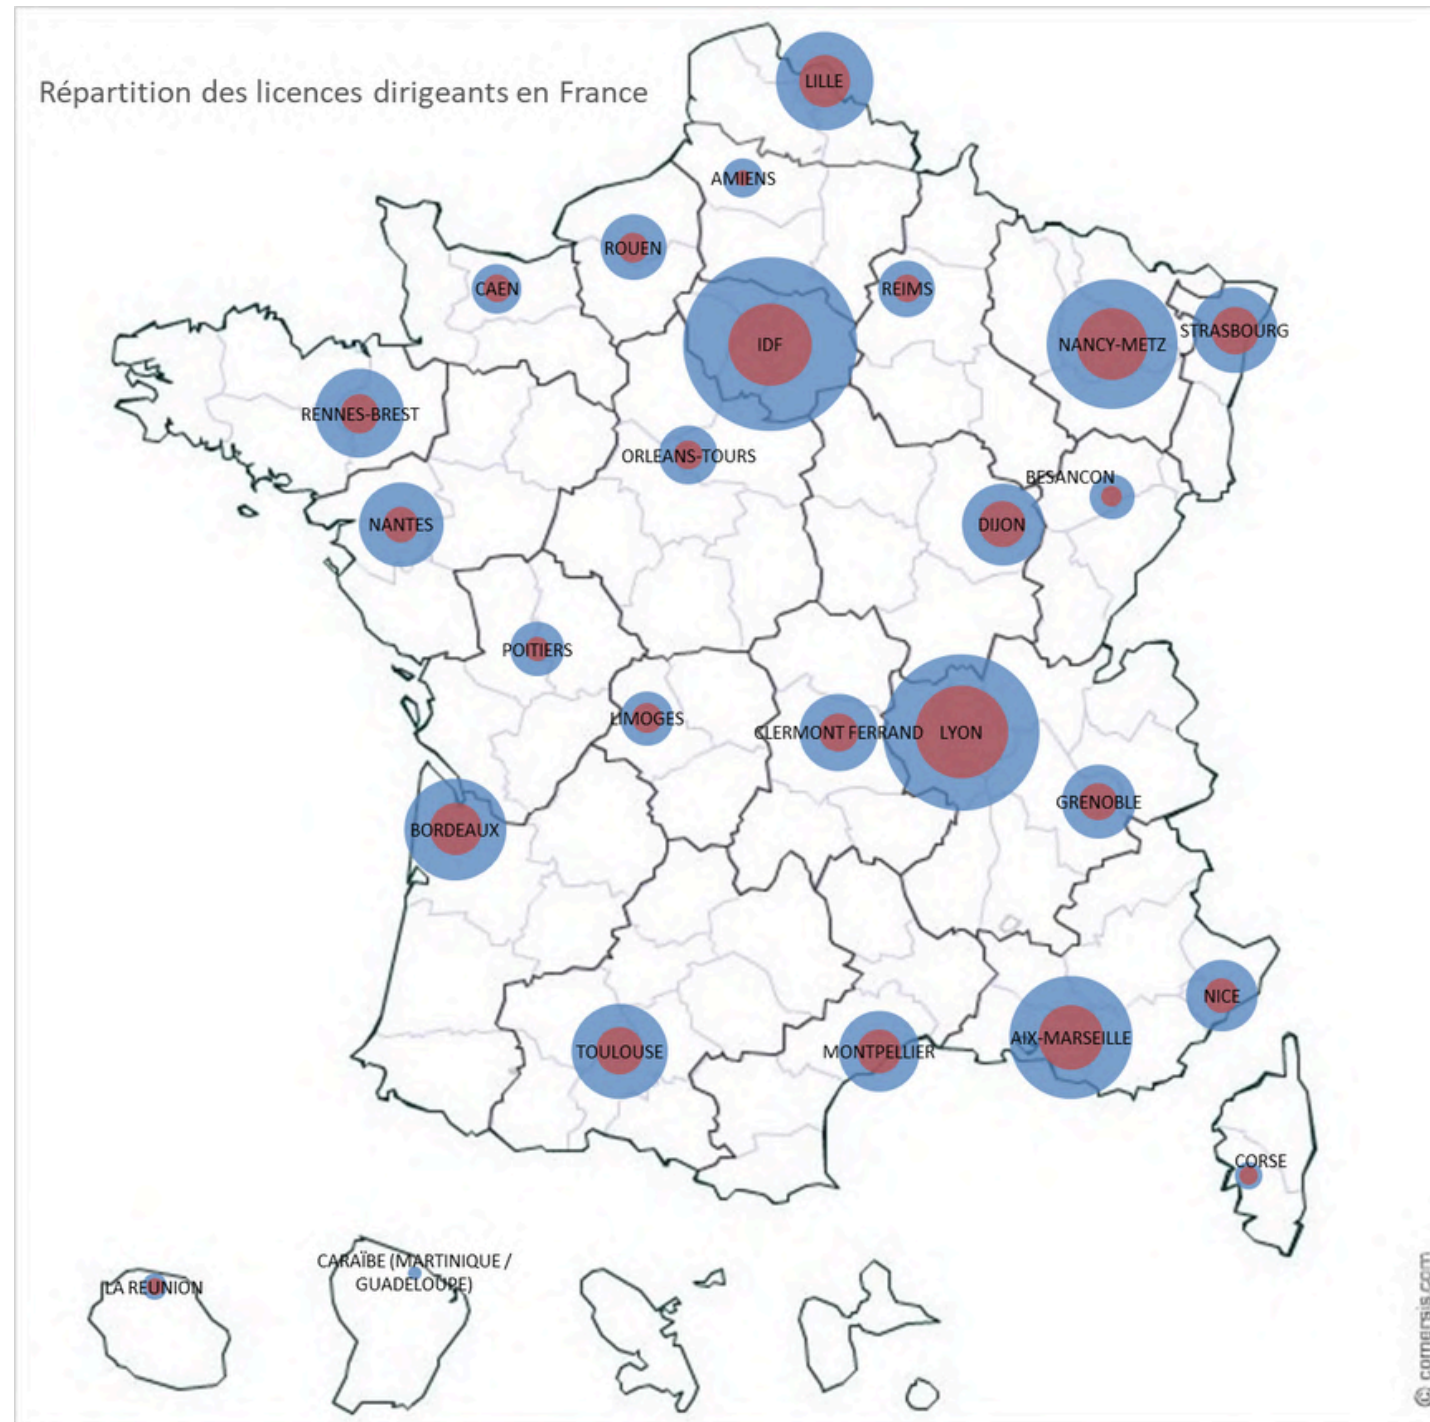 Répartition des licences dirigeants en France
LILLE
AMIENS
ROUEN
CAEN
REIMS
IDF
NANCY-METZ
STRASBOURG
RENNES-BREST
ORLEANS-TOURS
BESANCON
NANTES
DIJON
POITIERS
LIMOGES
CLERMONT FERRAND
LYON
GRENOBLE
BORDEAUX
NICE
AIX-MARSEILLE
TOULOUSE
MONTPELLIER
CORSE
CARAÏBE (MARTINIQUE /
GUADELOUPE)
LA REUNION
© comersis.com